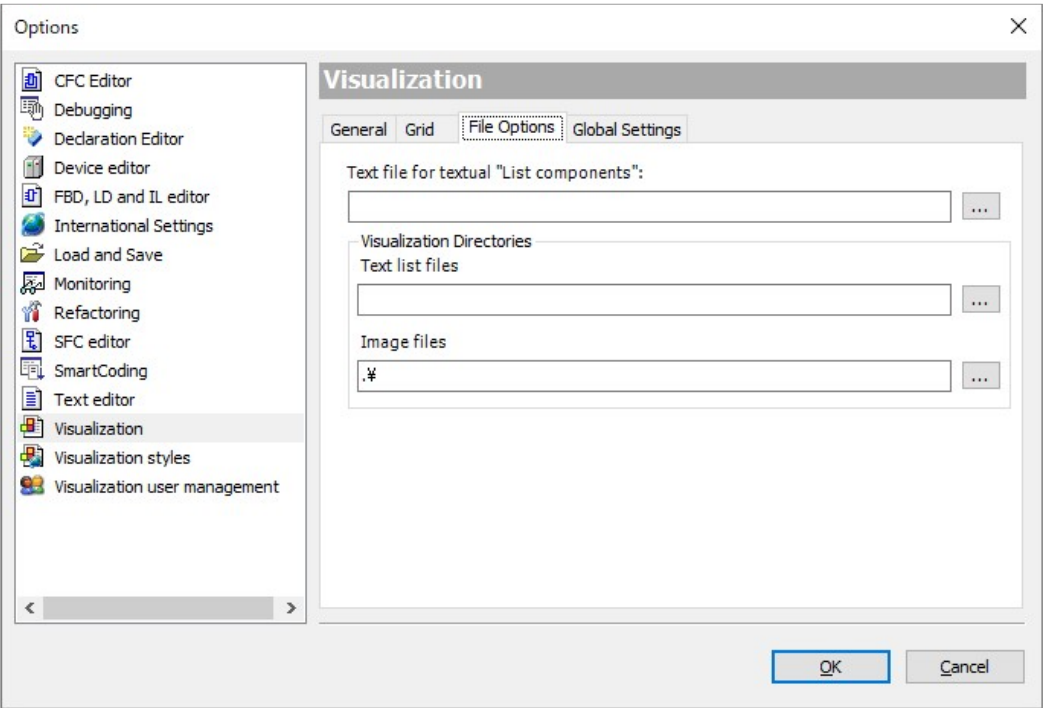 Options
CFC Editor
Debugging
Declaration Editor
Device editor
FBD, LD and IL editor
International Settings
Load and Save
Monitoring
Refactoring
SFC editor
SmartCoding
Text editor
Visualization
Visualization styles
Visualization user management
Visualization
General Grid File Options Global Settings
Text file for textual "List components":
...
Visualization Directories
Text list files
...
Image files
.¥ ...
OK Cancel